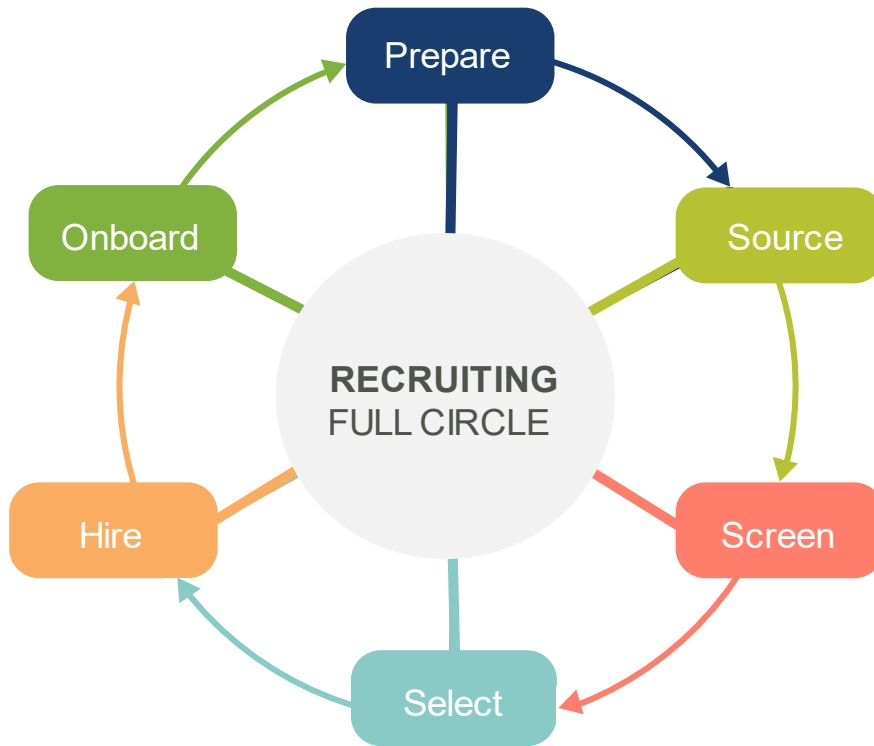 Prepare
Onboard
Source
RECRUITING
FULL CIRCLE
Hire
Screen
Select